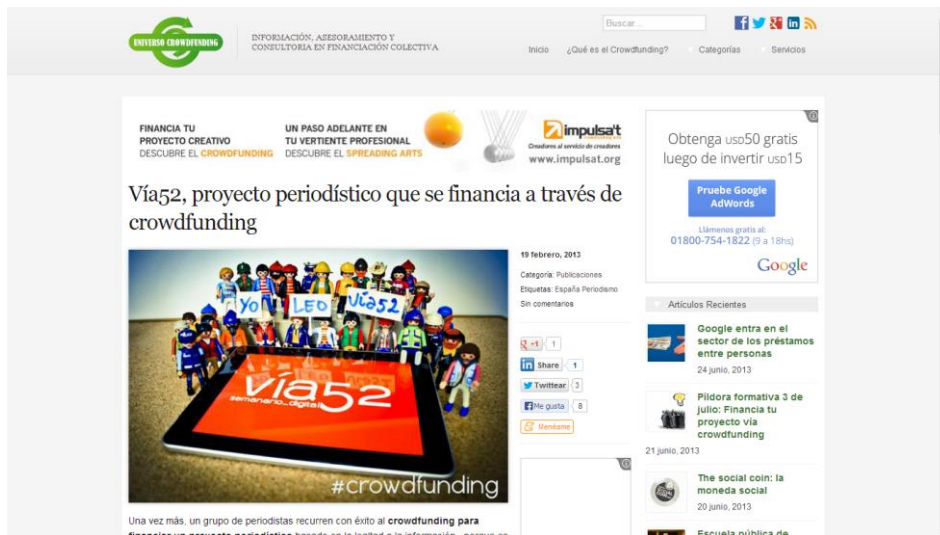 UNIVERSO CROWDFUNDING
INFORMACIÓN, ASESORAMIENTO Y
CONSULTORIA EN FINANCIACIÓN COLECTIVA
Buscar...
Inicio ¿Qué es el Crowdfunding? Categorías Servicios
FINANCIA TU
PROYECTO CREATIVO
DESCUBRE EL CROWDFUNDING
UN PASO ADELANTE EN
TU VERTIENTE PROFESIONAL
DESCUBRE EL SPREADING ARTS
impulsa't
Creadores al servicio de creadores
www.impulsat.org
Vía52, proyecto periodístico que se financia a través de
crowdfunding
YO LEO Vía52
vía52
semanario_digital
#crowdfunding
19 febrero, 2013
Categoría: Publicaciones
Etiquetas: España Periodismo
Sin comentarios
+1 1
in Share 1
Twittear 3
Me gusta 8
Menéame
Una vez más, un grupo de periodistas recurren con éxito al crowdfunding para
Obtenga USD50 gratis
luego de invertir USD15
Pruebe Google
AdWords
Llámenos gratis al:
01800-754-1822 (9 a 18hs)
Google
Artículos Recientes
Google entra en el
sector de los préstamos
entre personas
24 junio, 2013
Píldora formativa 3 de
julio: Financia tu
proyecto vía
crowdfunding
21 junio, 2013
The social coin: la
moneda social
20 junio, 2013
Escuela pública de